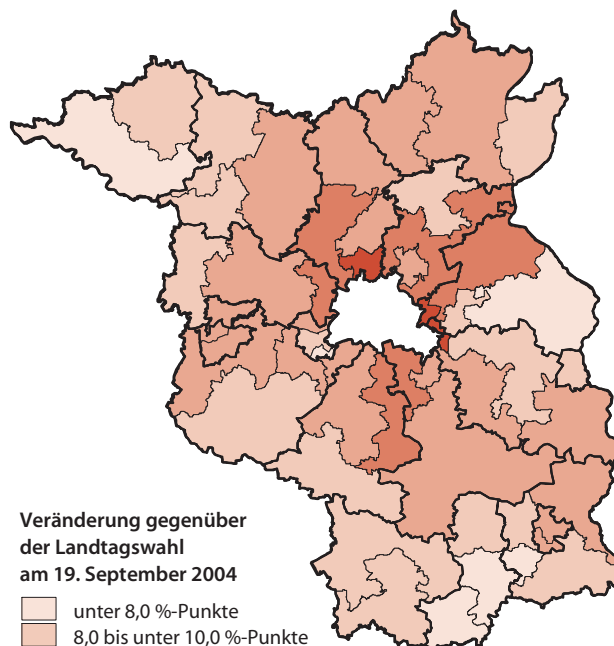 Veränderung gegenüber
der Landtagswahl
am 19. September 2004
unter 8,0 %-Punkte
8,0 bis unter 10,0 %-Punkte